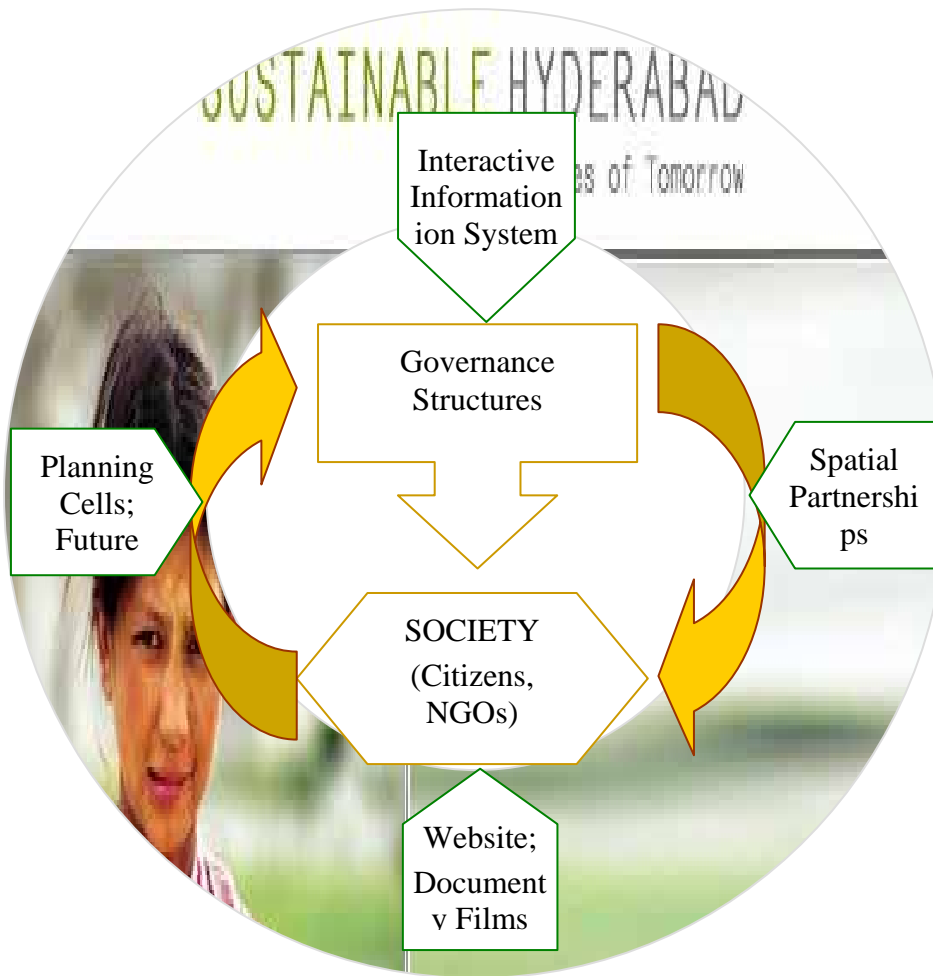 SUSTAINABLE HYDERABAD
es of Tomorrow
Interactive
Information
ion System
Governance
Structures
Planning
Cells;
Future
Spatial
Partnershi
ps
SOCIETY
(Citizens,
NGOs)
Website;
Document
y Films